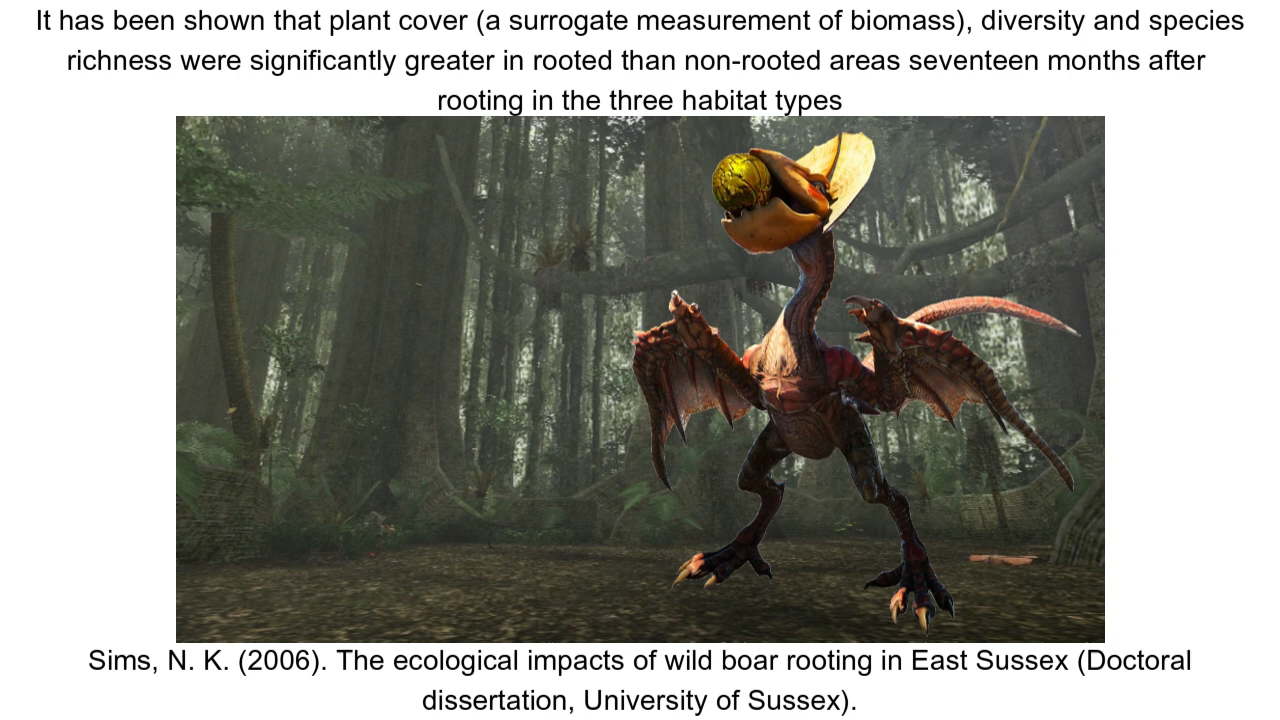 It has been shown that plant cover (a surrogate measurement of biomass), diversity and species
richness were significantly greater in rooted than non-rooted areas seventeen months after
rooting in the three habitat types
Sims, N. K. (2006). The ecological impacts of wild boar rooting in East Sussex (Doctoral
dissertation, University of Sussex).